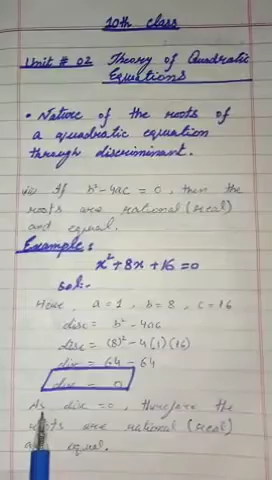 10th class
Unit # 02 Theory of Quadratic
Equations
• Nature of the roots of
a quadratic equation
through discriminant.
If b²-4ac = 0, then the
roots are rational (real)
and equal.
Example:
x²+8x+16=0
Sol:-
Here, a=1, b=8, c=16
disc = b²-4ac
disc = (8)²-4(1)(16)
disc = 64-64
disc = 0
As disc =0, therefore the
roots are rational (real)
equal.